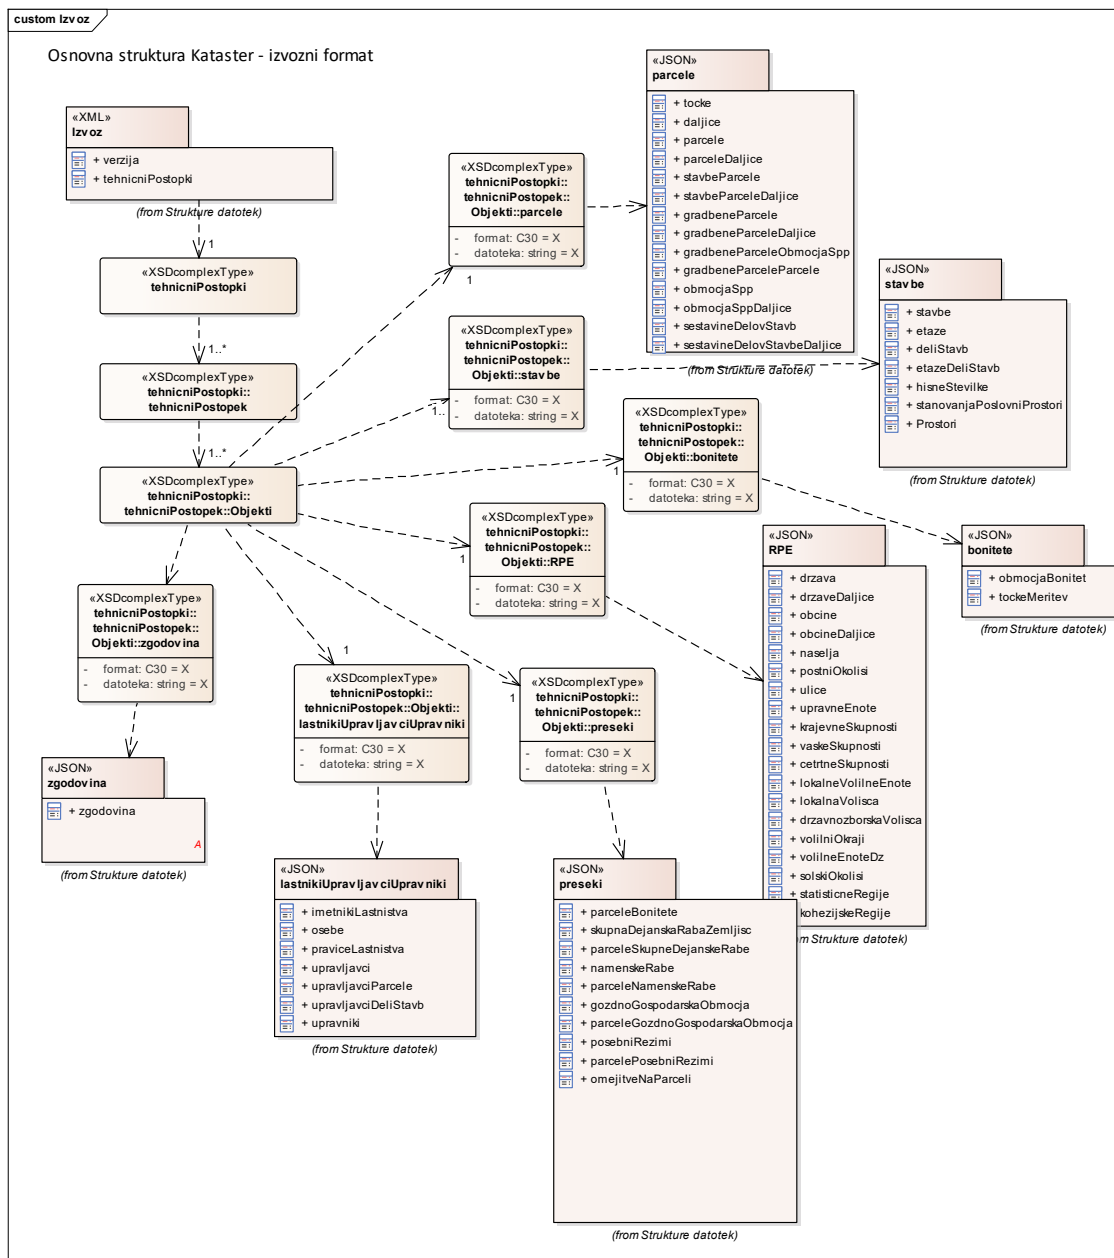 custom Izvoz
Osnovna struktura Kataster - izvozni format
«XML»
Izvoz
+ verzija
+ tehnicniPostopki
(from Strukture datotek)
1
«XSDcomplexType»
tehnicniPostopki
1..*
«XSDcomplexType»
tehnicniPostopki::
tehnicniPostopek
1..*
«XSDcomplexType»
tehnicniPostopki::
tehnicniPostopek::Objekti
«XSDcomplexType»
tehnicniPostopki::
tehnicniPostopek::
Objekti::parcele
- format: C30 = X
- datoteka: string = X
1
«JSON»
parcele
+ tocke
+ daljice
+ parcele
+ parceleDaljice
+ stavbeParcele
+ stavbeParceleDaljice
+ gradbeneParcele
+ gradbeneParceleDaljice
+ gradbeneParceleObmocjaSpp
+ gradbeneParceleParcele
+ obmocjaSpp
+ obmocjaSppDaljice
+ sestavineDelovStavb
+ sestavineDelovStavbeDaljice
(from Strukture datotek)
«XSDcomplexType»
tehnicniPostopki::
tehnicniPostopek::
Objekti::stavbe
- format: C30 = X
- datoteka: string = X
1..
«JSON»
stavbe
+ stavbe
+ etaze
+ deliStavb
+ etazeDeliStavb
+ hisneStevilke
+ stanovanjaPoslovniProstori
+ Prostori
(from Strukture datotek)
«XSDcomplexType»
tehnicniPostopki::
tehnicniPostopek::
Objekti::bonitete
- format: C30 = X
- datoteka: string = X
1
«JSON»
bonitete
+ obmocjaBonitet
+ tockeMeritev
(from Strukture datotek)
«XSDcomplexType»
tehnicniPostopki::
tehnicniPostopek::
Objekti::RPE
- format: C30 = X
- datoteka: string = X
1
«JSON»
RPE
+ drzava
+ drzaveDaljice
+ obcine
+ obcineDaljice
+ naselja
+ postniOkolisi
+ ulice
+ upravneEnote
+ krajevneSkupnosti
+ vaskeSkupnosti
+ cetrtneSkupnosti
+ lokalneVolilneEnote
+ lokalnaVolisca
+ drzavnozborskaVolisca
+ volilniOkraji
+ volilneEnoteDz
+ solskiOkolisi
+ statisticneRegije
kohezijskeRegije
Strukture datotek)
«XSDcomplexType»
tehnicniPostopki::
tehnicniPostopek::
Objekti::zgodovina
- format: C30 = X
- datoteka: string = X
«JSON»
zgodovina
+ zgodovina
A
(from Strukture datotek)
1
«XSDcomplexType»
tehnicniPostopki::
tehnicniPostopek::Objekti::
lastnikiUpravljavciUpravniki
- format: C30 = X
- datoteka: string = X
«JSON»
lastnikiUpravljavciUpravniki
+ imetnikiLastnistva
+ osebe
+ praviceLastnistva
+ upravljavci
+ upravljavciParcele
+ upravljavciDeliStavb
+ upravniki
(from Strukture datotek)
1
«XSDcomplexType»
tehnicniPostopki::
tehnicniPostopek::
Objekti::preseki
- format: C30 = X
- datoteka: string = X
«JSON»
preseki
+ parceleBonitete
+ skupnaDejanskaRabaZemljisc
+ parceleSkupneDejanskeRabe
+ namenskeRabe
+ parceleNamenskeRabe
+ gozdnoGospodarskaObmocja
+ parceleGozdnoGospodarskaObmocja
+ posebniRezimi
+ parcelePosebniRezimi
+ omejitveNaParceli
(from Strukture datotek)